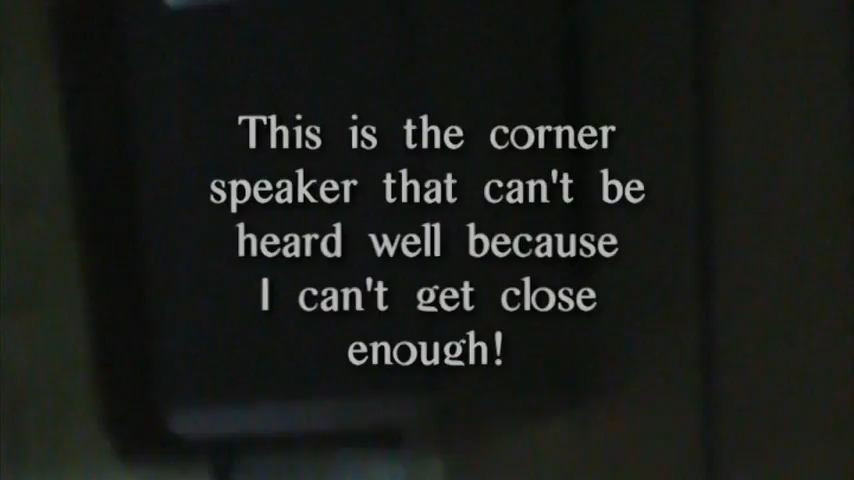 This is the corner
speaker that can't be
heard well because
I can't get close
enough!